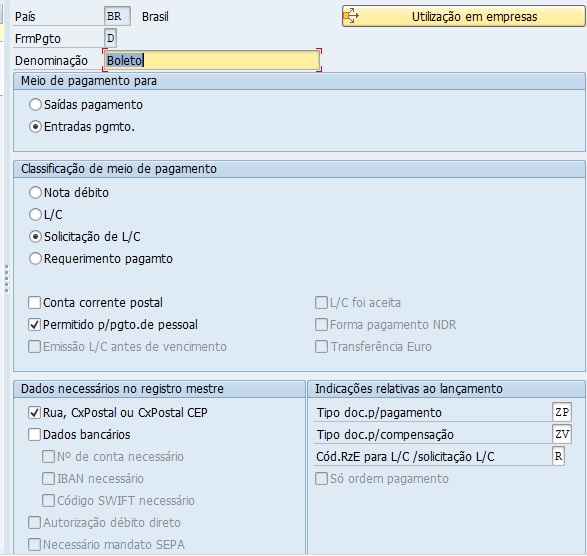 País BR Brasil Utilização em empresas
FrmPgto D
Denominação Boleto
Meio de pagamento para
Saídas pagamento
Entradas pgmto.
Classificação de meio de pagamento
Nota débito
L/C
Solicitação de L/C
Requerimento pagamto
Conta corrente postal L/C foi aceita
Permitido p/pgto.de pessoal Forma pagamento NDR
Emissão L/C antes de vencimento Transferência Euro
Dados necessários no registro mestre
Rua, CxPostal ou CxPostal CEP
Dados bancários
Nº de conta necessário
IBAN necessário
Código SWIFT necessário
Autorização débito direto
Necessário mandato SEPA
Indicações relativas ao lançamento
Tipo doc.p/pagamento ZP
Tipo doc.p/compensação ZV
Cód.RzE para L/C /solicitação L/C R
Só ordem pagamento